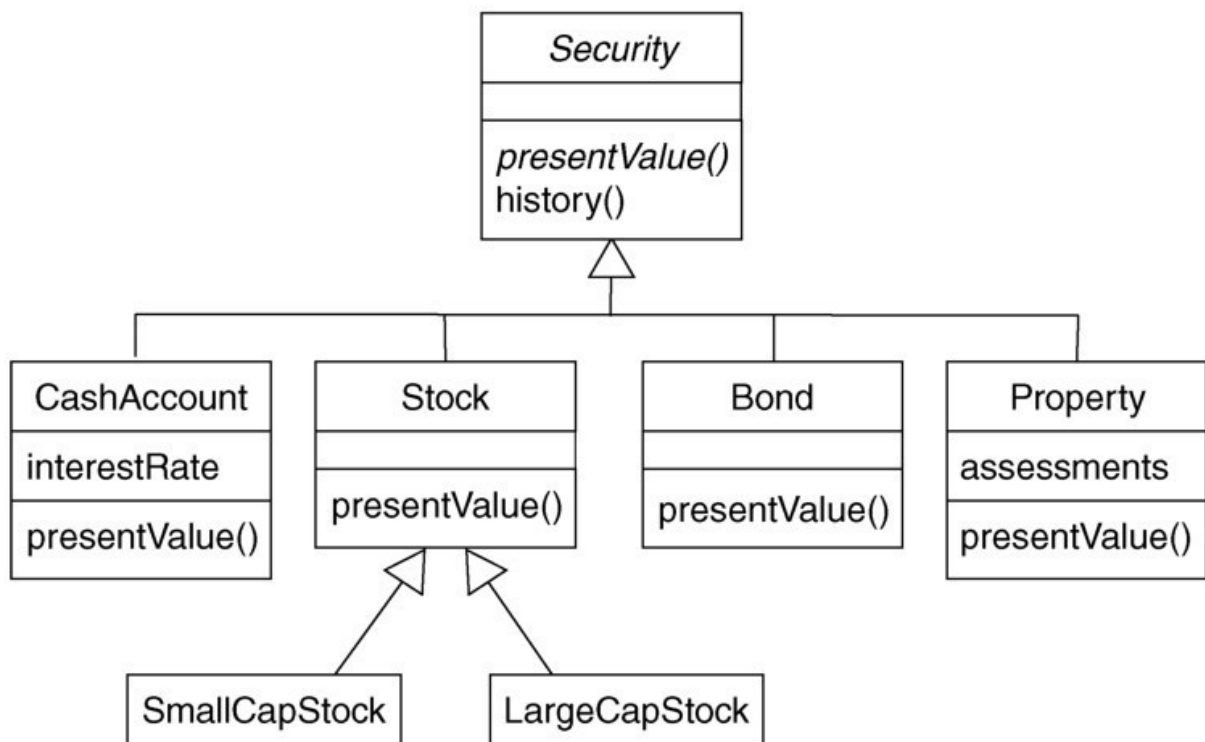 Security
presentValue()
history()
CashAccount
interestRate
presentValue()
Stock
presentValue()
Bond
presentValue()
Property
assessments
presentValue()
SmallCapStock
LargeCapStock